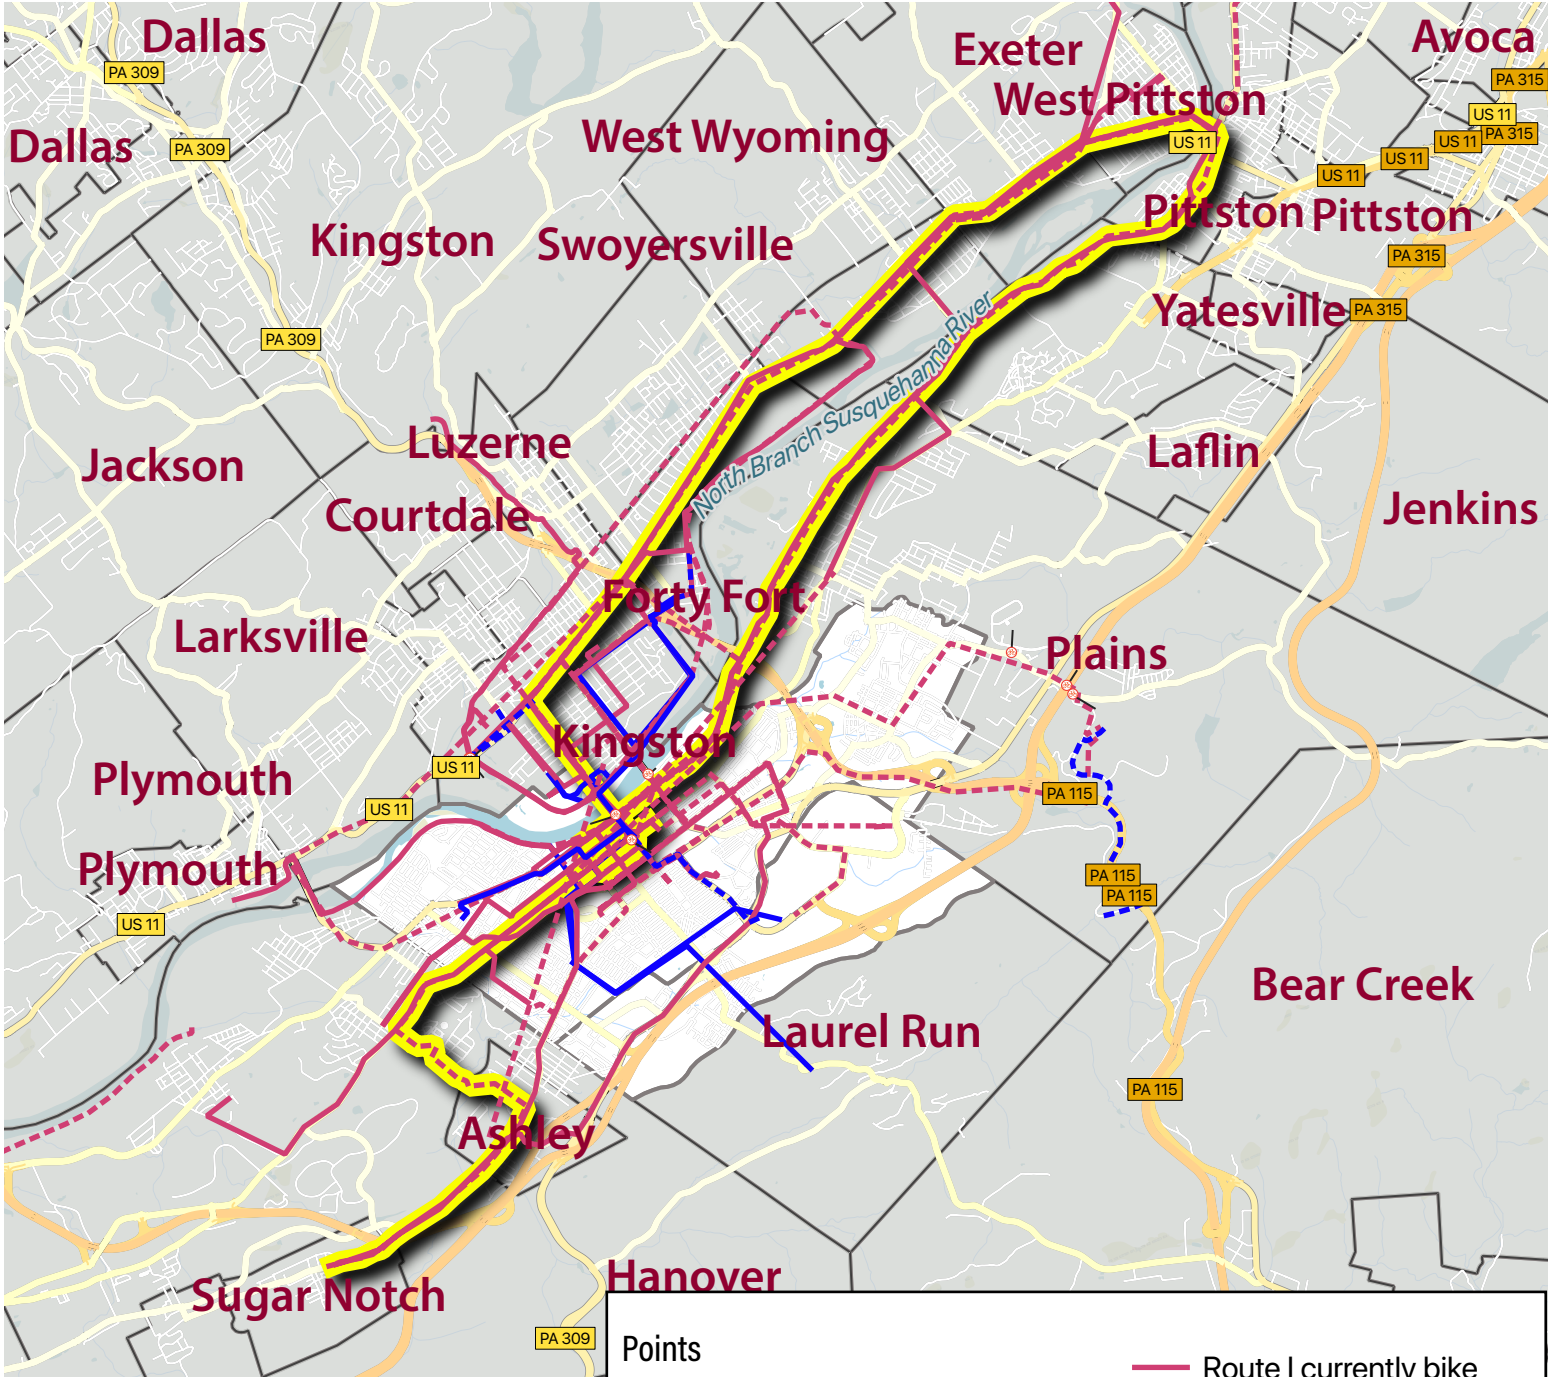 Dallas
Exeter
Avoca
PA 309
PA 315
West Pittston
US 11
PA 315
West Wyoming
US 11
US 11
Dallas
PA 309
US 11
US 11
Pittston
Pittston
Kingston
Swoyersville
PA 315
Yatesville
PA 315
PA 309
North Branch Susquehanna River
Luzerne
Laflin
Jackson
Courtdale
Jenkins
Forty Fort
Larksville
Plains
Kingston
US 11
Plymouth
PA 115
US 11
Plymouth
PA 115
PA 115
US 11
Bear Creek
Laurel Run
PA 115
Ashley
Hanover
Sugar Notch
PA 309
Points
Route I currently bike